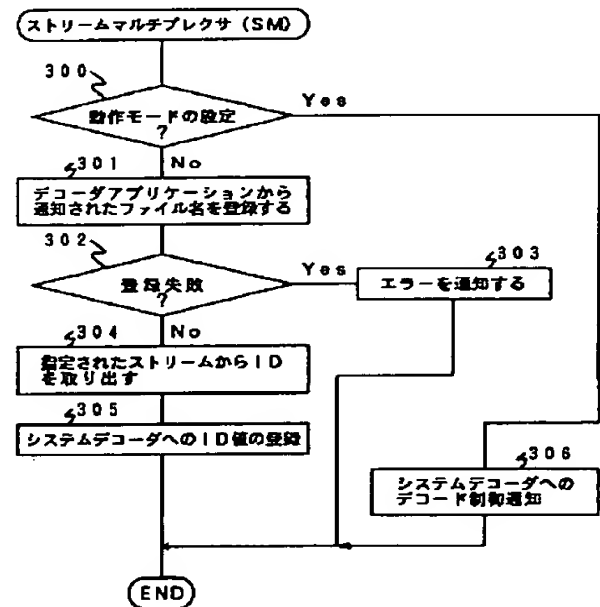 ストリームマルチプレクサ (SM)
300
動作モードの設定
?
Yes
No
301
デコーダアプリケーションから
通知されたファイル名を登録する
302
登録失敗
?
Yes
No
303
エラーを通知する
304
指定されたストリームからID
を取り出す
305
システムデコーダへのID値の登録
306
システムデコーダへの
デコード制御通知
END